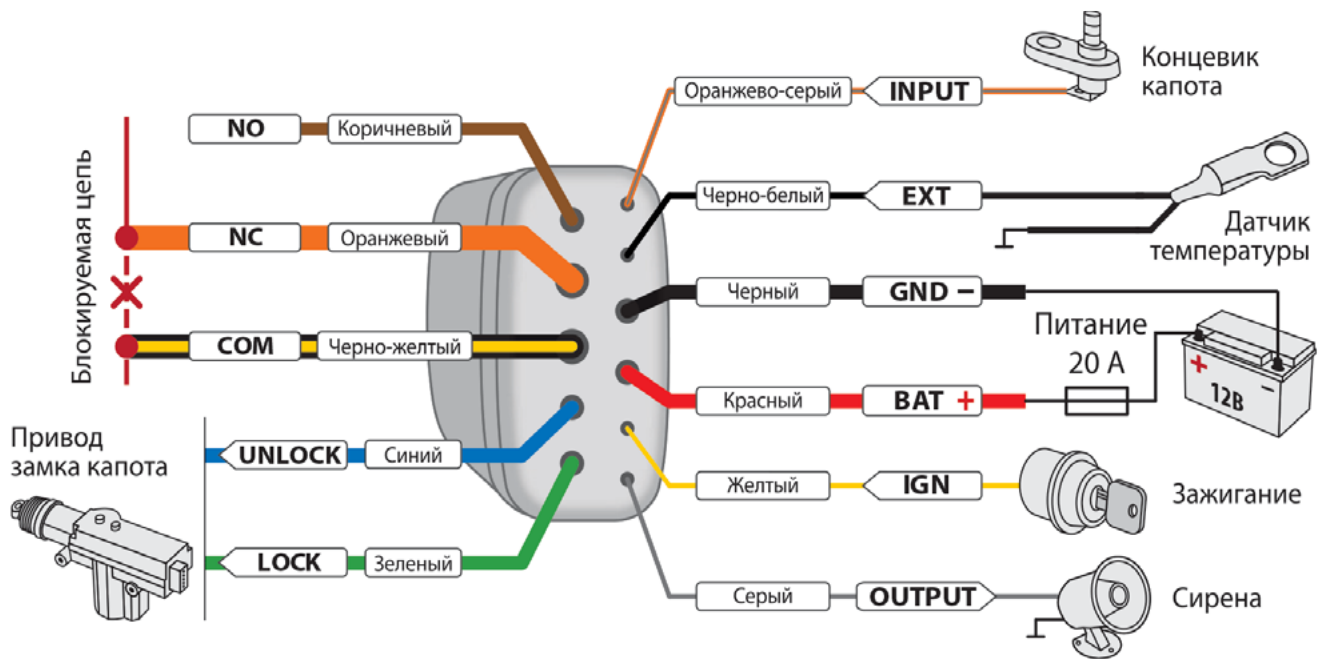 Блокируемая цепь
NO Коричневый
NC Оранжевый
COM Черно-желтый
Привод
замка капота
UNLOCK Синий
LOCK Зеленый
Оранжево-серый INPUT
Концевик
капота
Черно-белый EXT
Датчик
температуры
Черный GND –
Питание
20 А
Красный BAT +
+ –
12В
Желтый IGN
Зажигание
Серый OUTPUT
Сирена